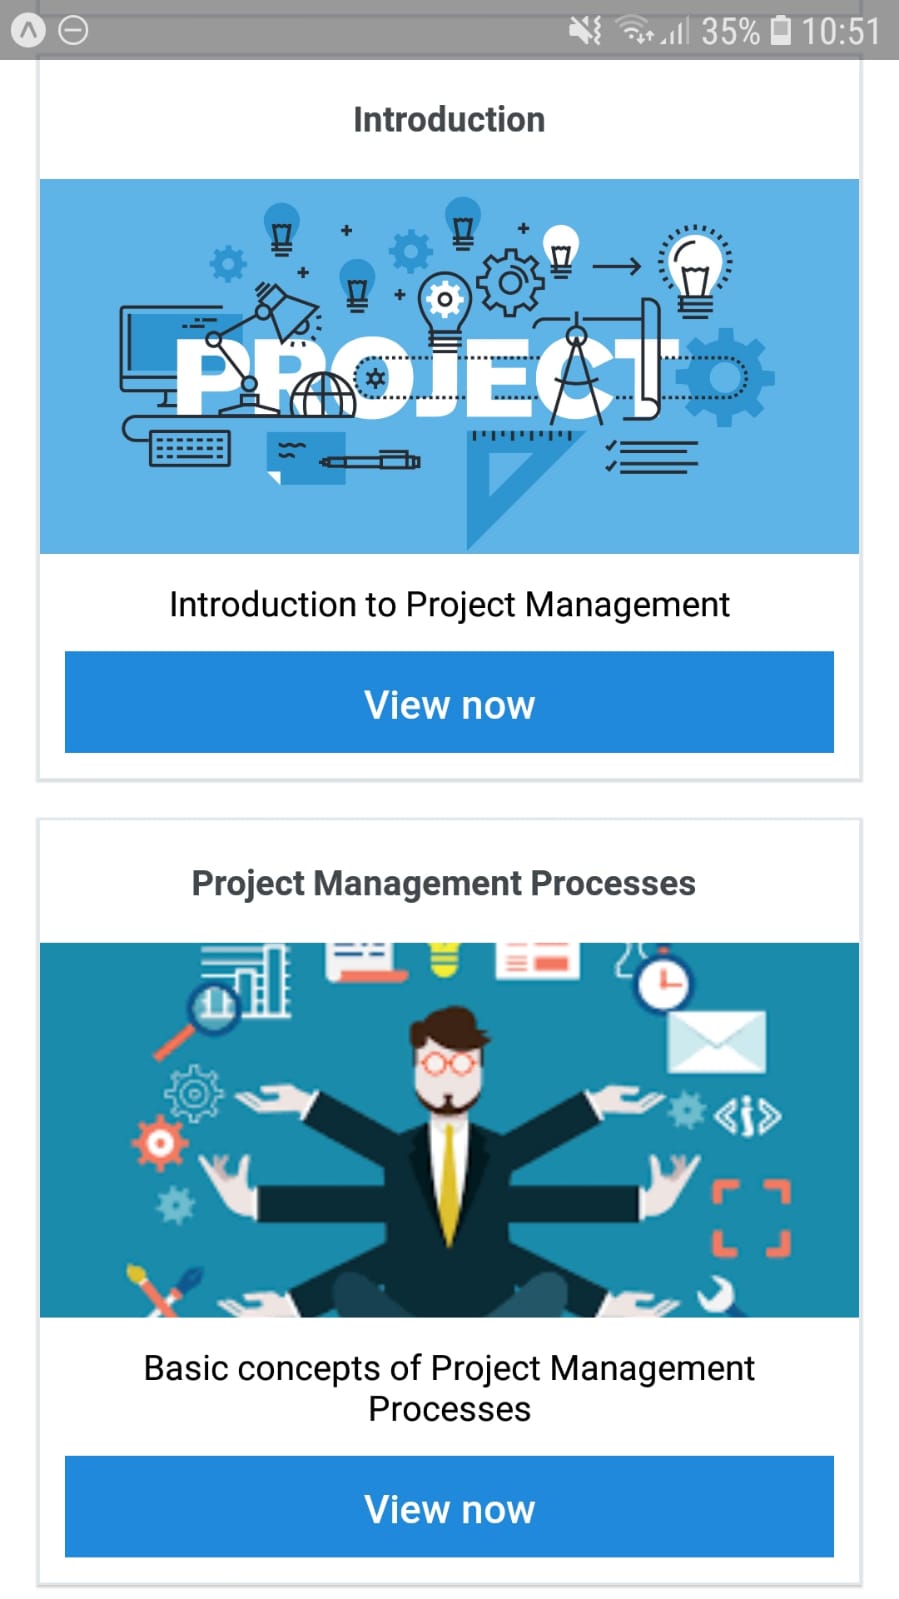 35% 10:51
Introduction
PROJECT
Introduction to Project Management
View now
Project Management Processes
Basic concepts of Project Management
Processes
View now